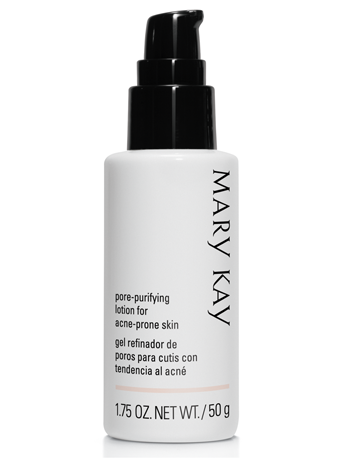 MARY KAY
pore-purifying
lotion for
acne-prone skin
gel refinador de
poros para cutis con
tendencia al acné
1.75 OZ. NET WT./50 g